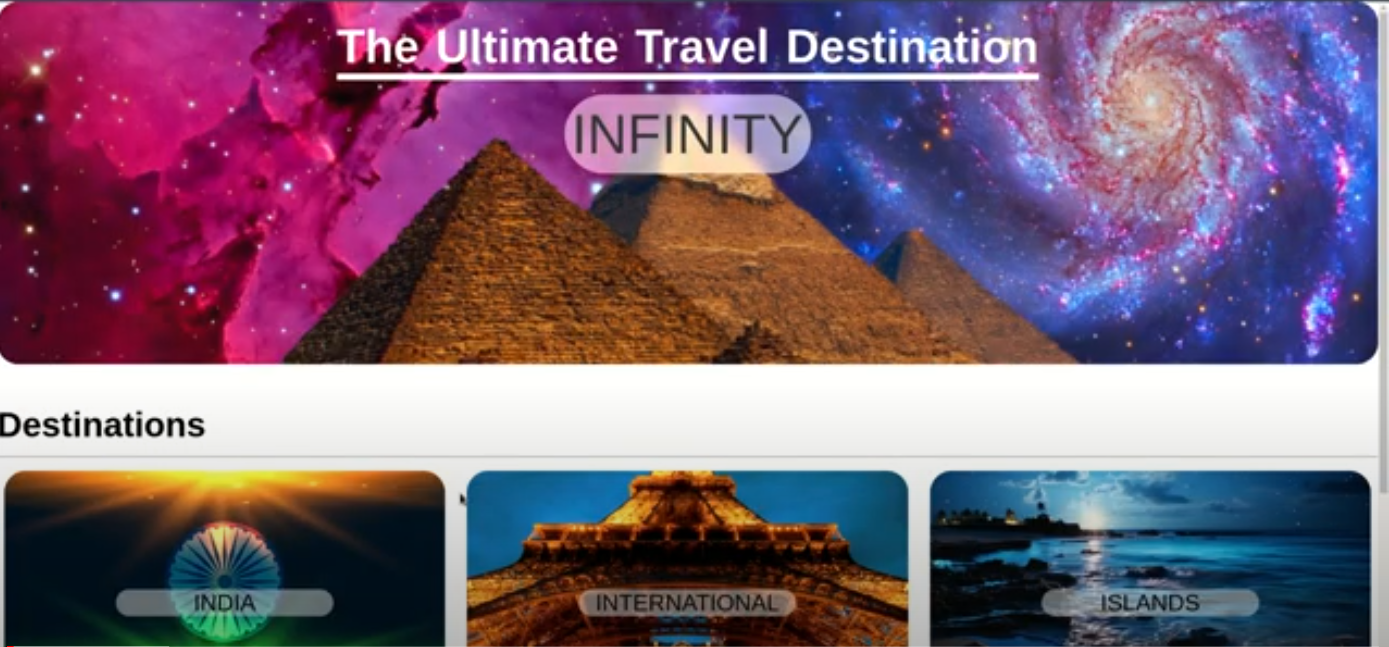 The Ultimate Travel Destination
INFINITY
Destinations
INDIA
INTERNATIONAL
ISLANDS